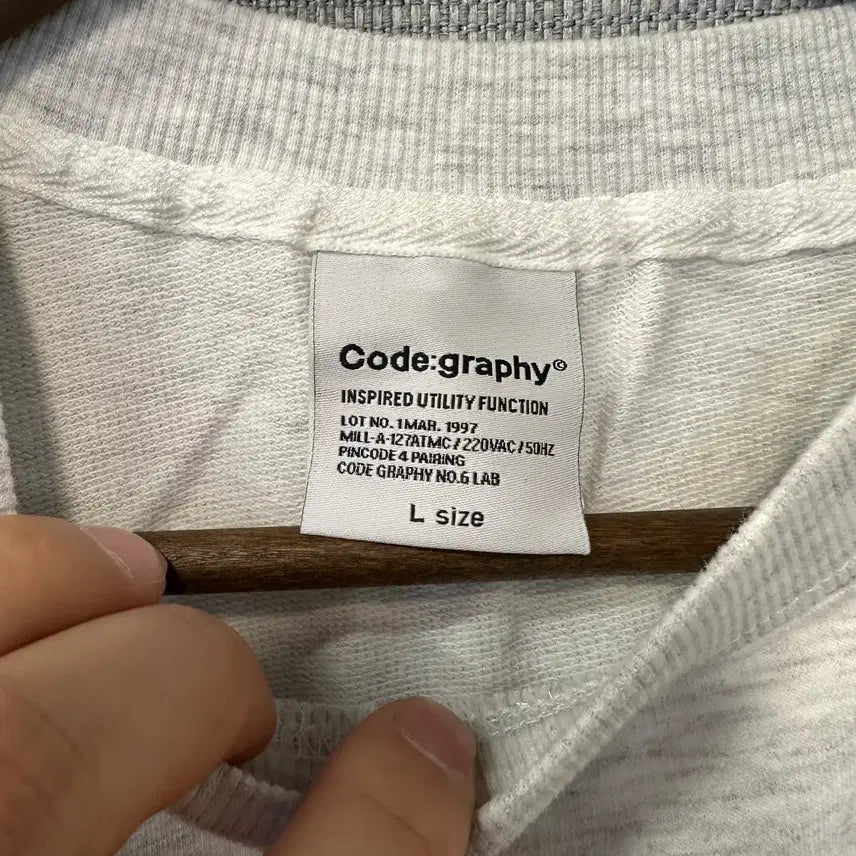 Code:graphy©
INSPIRED UTILITY FUNCTION
LOT NO. 1MAR. 1997
MILL-A-127ATMC / 220VAC / 50HZ
PINCODE 4 PAIRING
CODE GRAPHY NO.6 LAB
L size